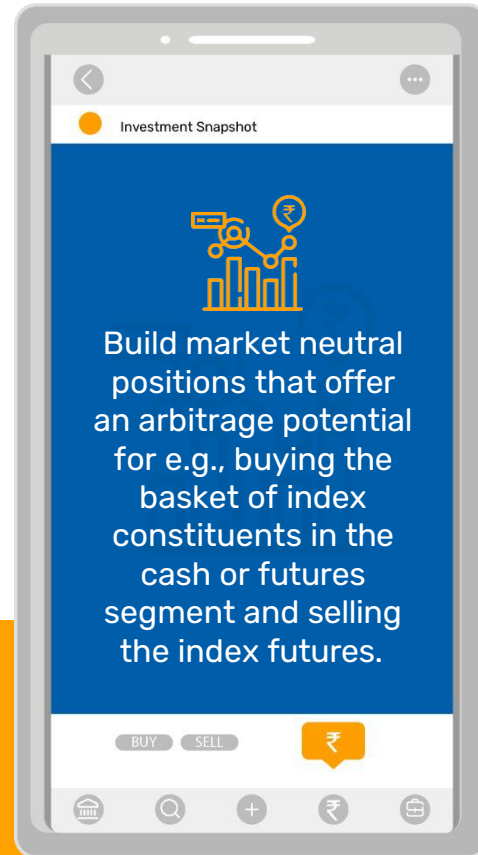 ₹
Investment Snapshot
Build market neutral
positions that offer
an arbitrage potential
for e.g., buying the
basket of index
constituents in the
cash or futures
segment and selling
the index futures.
BUY SELL
₹
₹